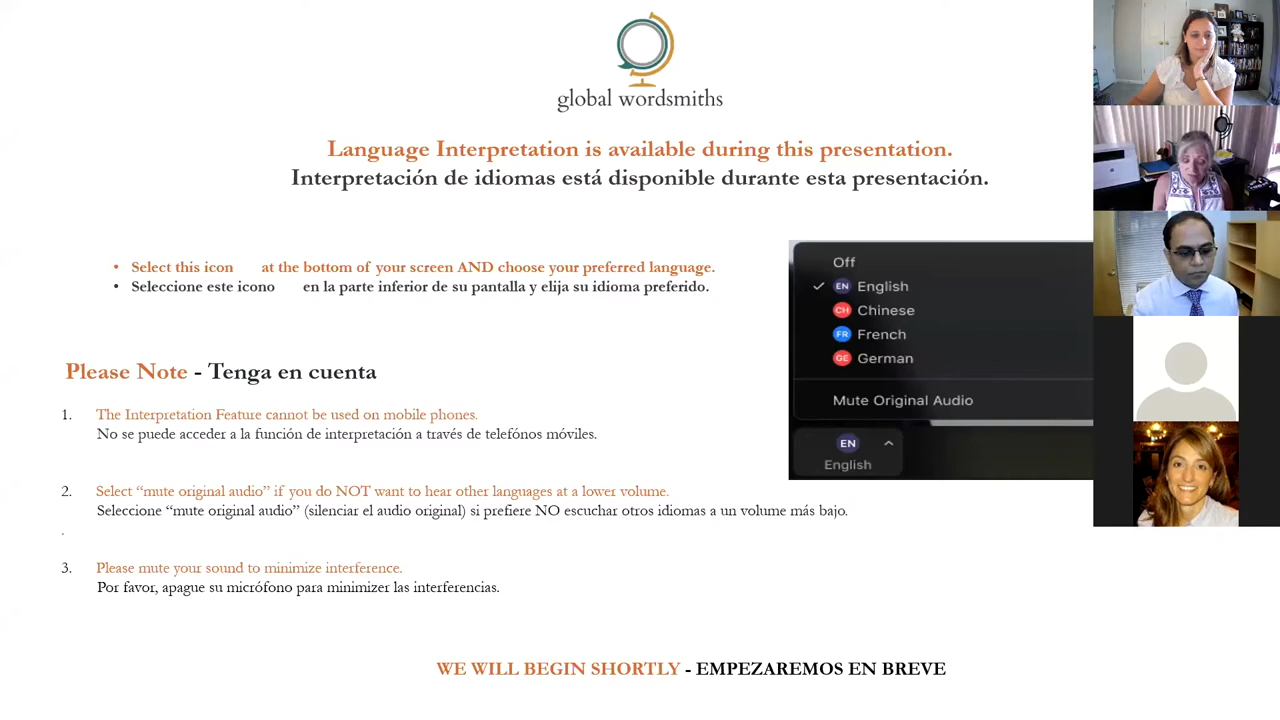 global wordsmiths
Language Interpretation is available during this presentation.
Interpretación de idiomas está disponible durante esta presentación.
• Select this icon at the bottom of your screen AND choose your preferred language.
• Seleccione este icono en la parte inferior de su pantalla y elija su idioma preferido.
Off
EN English
CH Chinese
FR French
GE German
Mute Original Audio
EN
English
Please Note - Tenga en cuenta
1. The Interpretation Feature cannot be used on mobile phones.
No se puede acceder a la función de interpretación a través de telefónos móviles.
2. Select “mute original audio” if you do NOT want to hear other languages at a lower volume.
Seleccione “mute original audio” (silenciar el audio original) si prefiere NO escuchar otros idiomas a un volume más bajo.
.
3. Please mute your sound to minimize interference.
Por favor, apague su micrófono para minimizer las interferencias.
WE WILL BEGIN SHORTLY - EMPEZAREMOS EN BREVE